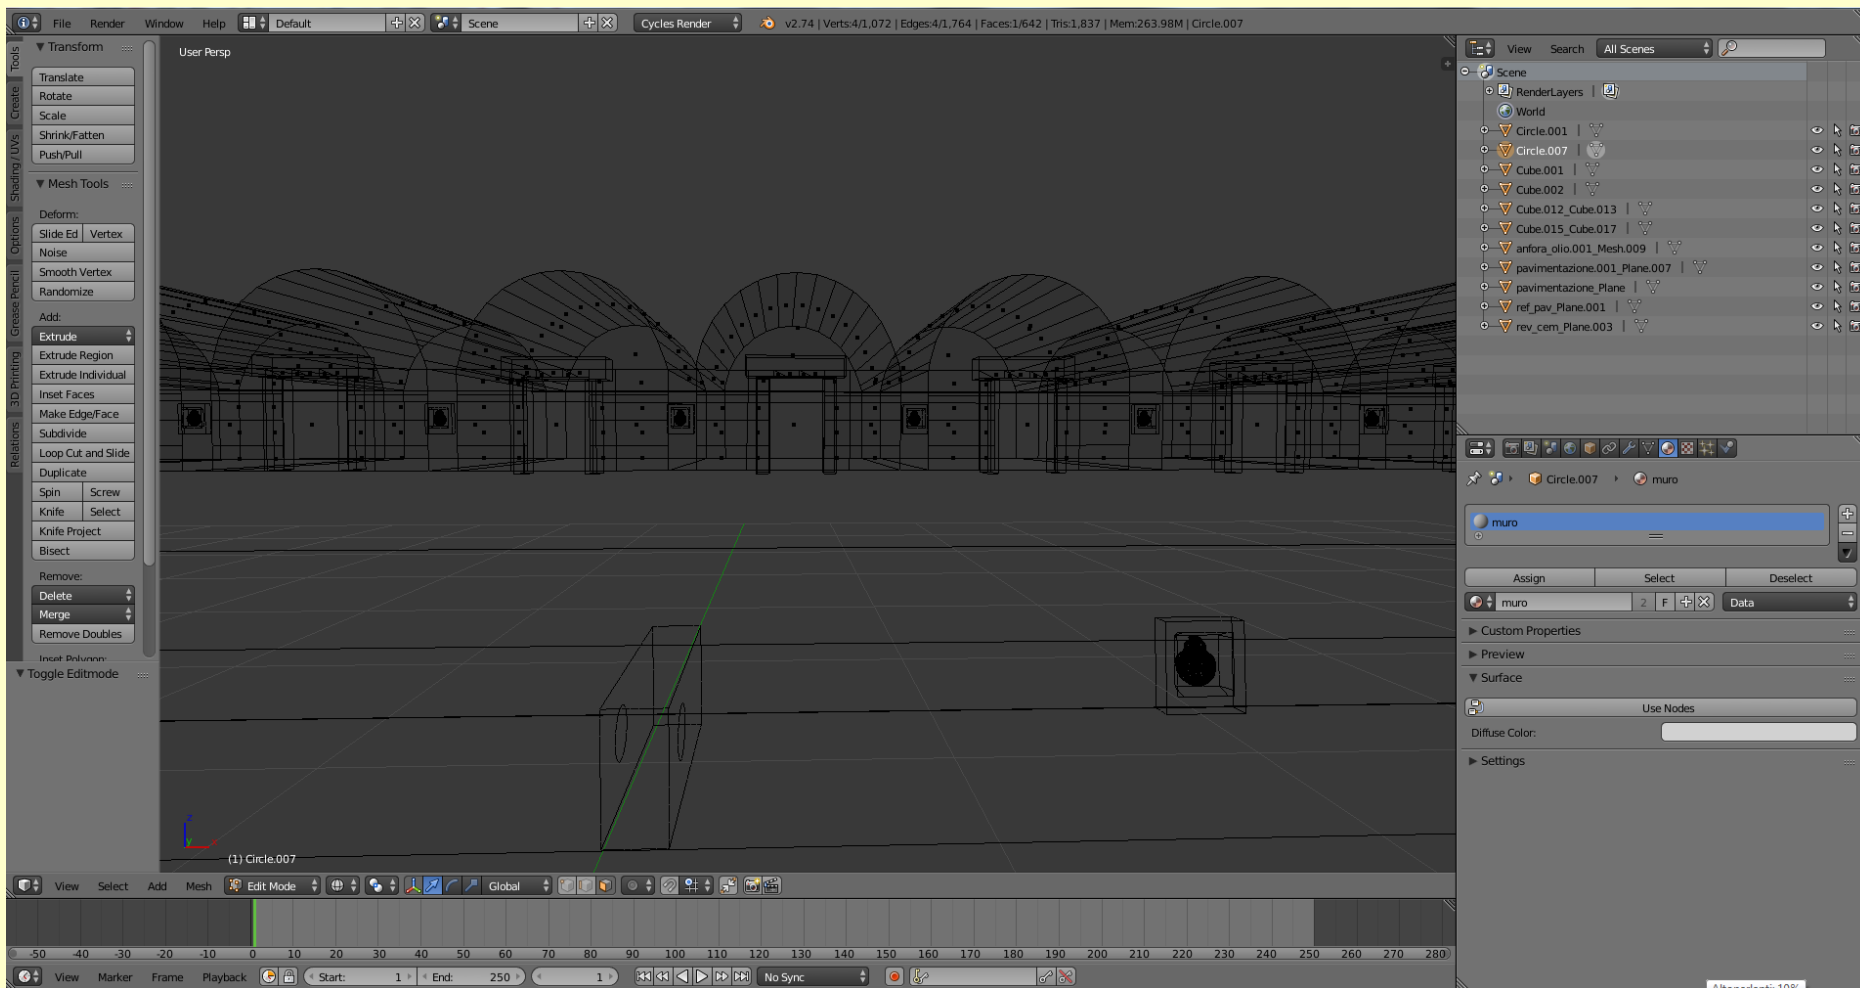 File Render Window Help Default Scene Cycles Render v2.74 | Verts:4/1,072 | Edges:4/1,764 | Faces:1/642 | Tris:1,837 | Mem:263.98M | Circle.007
Tools
Create
Shading / UVs
Options
Grease Pencil
3D Printing
Relations
Transform
Translate
Rotate
Scale
Shrink/Fatten
Push/Pull
Mesh Tools
Deform:
Slide Ed Vertex
Noise
Smooth Vertex
Randomize
Add:
Extrude
Extrude Region
Extrude Individual
Inset Faces
Make Edge/Face
Subdivide
Loop Cut and Slide
Duplicate
Spin Screw
Knife Select
Knife Project
Bisect
Remove:
Delete
Merge
Remove Doubles
Inset Polygon:
Toggle Editmode
User Persp
z
y
(1) Circle.007
View Select Add Mesh Edit Mode Global
-50 -40 -30 -20 -10 0 10 20 30 40 50 60 70 80 90 100 110 120 130 140 150 160 170 180 190 200 210 220 230 240 250 260 270 280
View Marker Frame Playback Start: 1 End: 250 1 No Sync
View Search All Scenes
Scene
RenderLayers |
World
Circle.001 |
Circle.007 |
Cube.001 |
Cube.002 |
Cube.012_Cube.013 |
Cube.015_Cube.017 |
anfora_olio.001_Mesh.009 |
pavimentazione.001_Plane.007 |
pavimentazione_Plane |
ref_pav_Plane.001 |
rev_cem_Plane.003 |
Circle.007 muro
muro
Assign Select Deselect
muro 2 F Data
Custom Properties
Preview
Surface
Use Nodes
Diffuse Color:
Settings